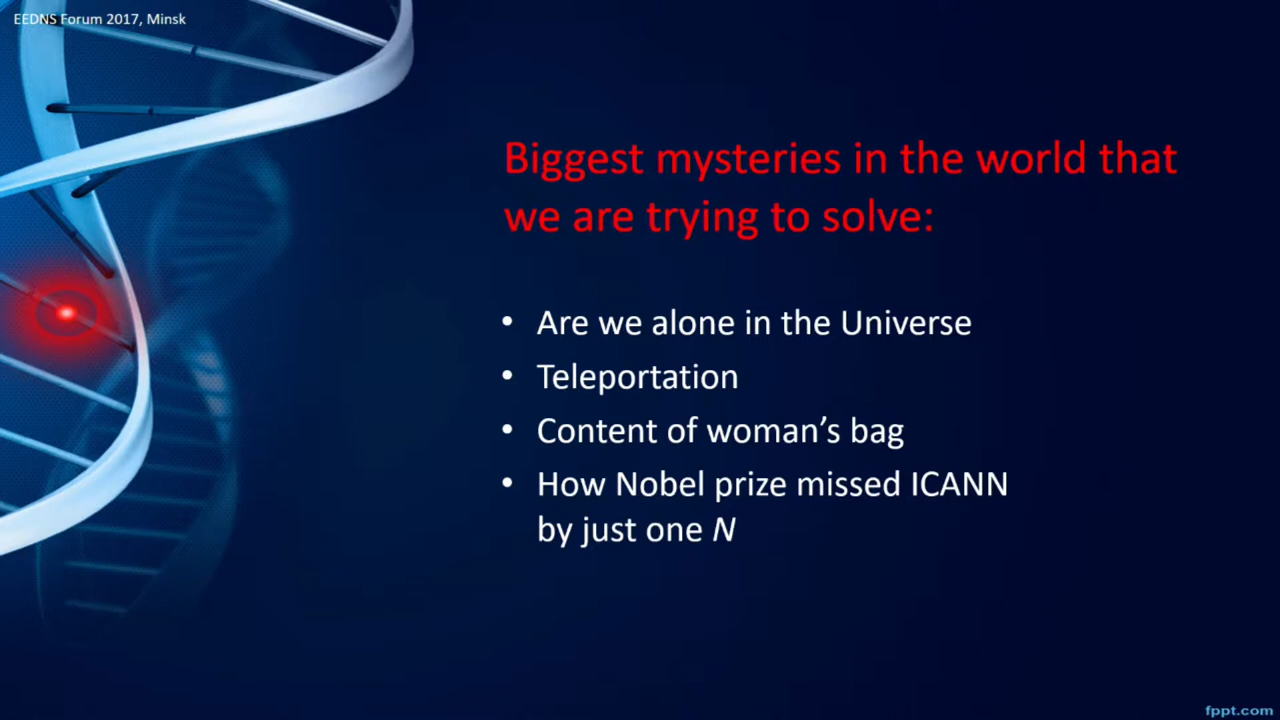 EEDNS Forum 2017, Minsk
Biggest mysteries in the world that
we are trying to solve:
• Are we alone in the Universe
• Teleportation
• Content of woman’s bag
• How Nobel prize missed ICANN
by just one N
fppt.com